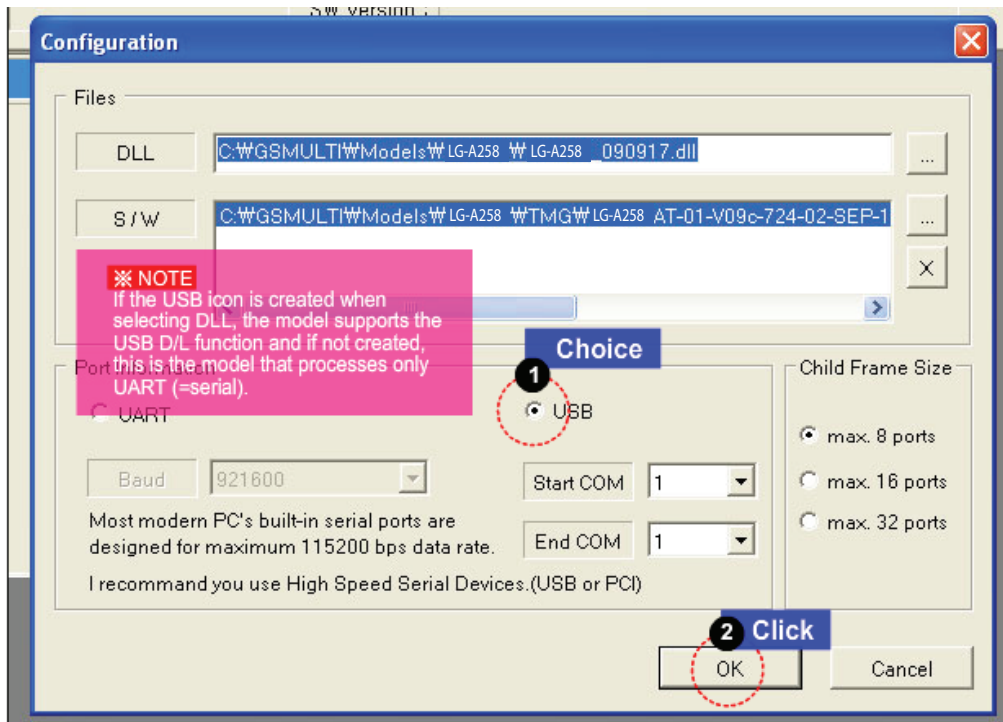 SW version :
Configuration
Files
DLL
C:₩GSMULTI₩Models₩ LG-A258 ₩ LG-A258 _090917.dll
...
S / W
C:₩GSMULTI₩Models₩ LG-A258 ₩TMG₩ LG-A258 AT-01-V09c-724-02-SEP-1
...
X
※ NOTE
If the USB icon is created when
selecting DLL, the model supports the
USB D/L function and if not created,
this is the model that processes only
UART (=serial).
Choice
1
Port Information
UART
USB
Child Frame Size
max. 8 ports
max. 16 ports
max. 32 ports
Baud
921600
Start COM
1
End COM
1
Most modern PC's built-in serial ports are
designed for maximum 115200 bps data rate.
I recommand you use High Speed Serial Devices.(USB or PCI)
2 Click
OK
Cancel